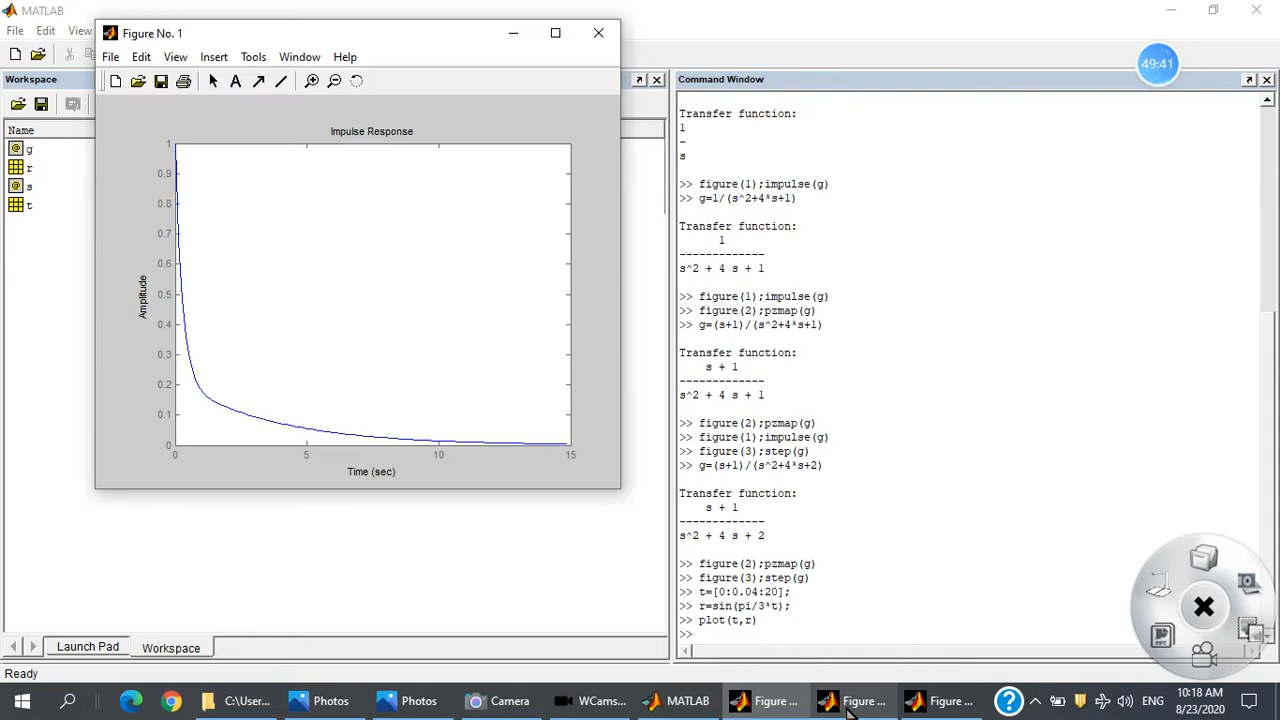 MATLAB
File Edit View
Workspace
Name
g
r
s
t
Launch Pad
Workspace
Ready
Figure No. 1
File Edit View Insert Tools Window Help
Impulse Response
1
0.9
0.8
0.7
0.6
0.5
0.4
0.3
0.2
0.1
0
Amplitude
0 5 10 15
Time (sec)
Command Window
49:41
Transfer function:
1
-
s
>> figure(1);impulse(g)
>> g=1/(s^2+4*s+1)
Transfer function:
1
-------------
s^2 + 4 s + 1
>> figure(1);impulse(g)
>> figure(2);pzmap(g)
>> g=(s+1)/(s^2+4*s+1)
Transfer function:
s + 1
-------------
s^2 + 4 s + 1
>> figure(2);pzmap(g)
>> figure(1);impulse(g)
>> figure(3);step(g)
>> g=(s+1)/(s^2+4*s+2)
Transfer function:
s + 1
-------------
s^2 + 4 s + 2
>> figure(2);pzmap(g)
>> figure(3);step(g)
>> t=[0:0.04:20];
>> r=sin(pi/3*t);
>> plot(t,r)
>>
PPT
C:\User... Photos Photos Camera WCams... MATLAB Figure ... Figure ... Figure ... ENG
10:18 AM
8/23/2020